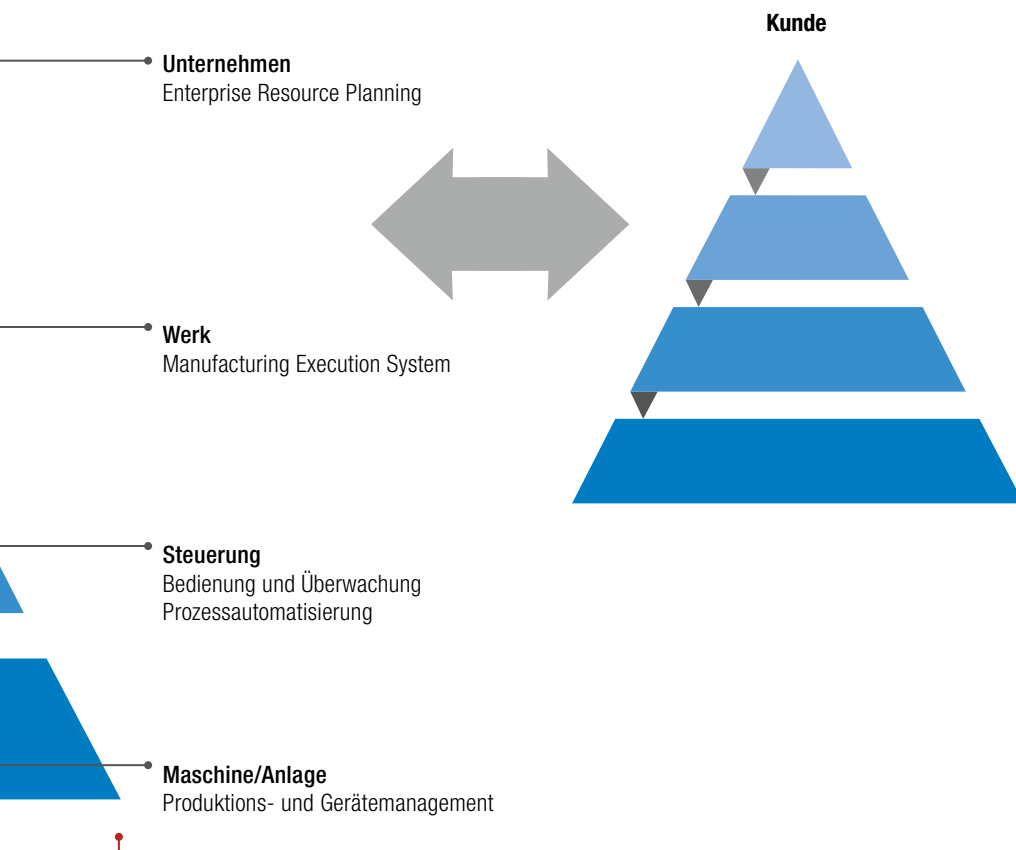 Kunde
Unternehmen
Enterprise Resource Planning
Werk
Manufacturing Execution System
Steuerung
Bedienung und Überwachung
Prozessautomatisierung
Maschine/Anlage
Produktions- und Gerätemanagement